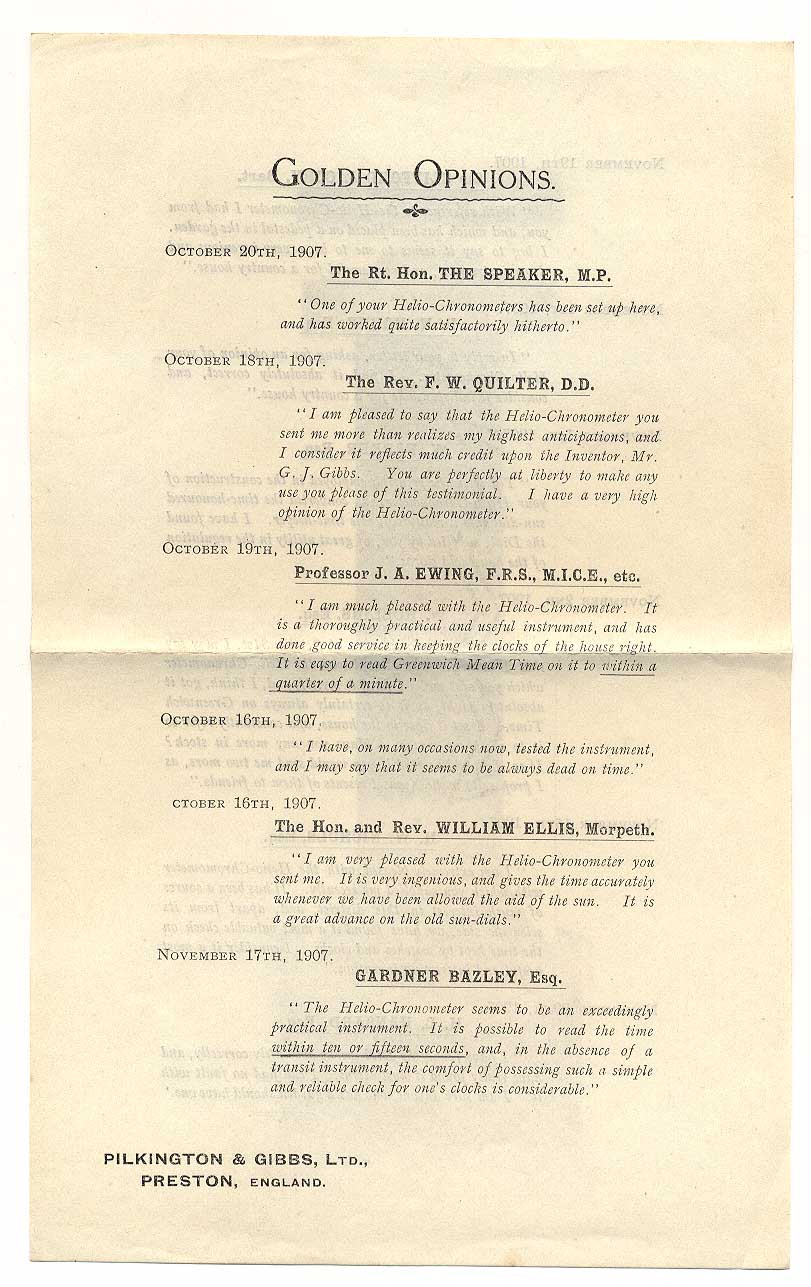 GOLDEN OPINIONS.
OCTOBER 20TH, 1907.
The Rt. Hon. THE SPEAKER, M.P.
"One of your Helio-Chronometers has been set up here,
and has worked quite satisfactorily hitherto."
OCTOBER 18TH, 1907.
The Rev. F. W. QUILTER, D.D.
"I am pleased to say that the Helio-Chronometer you
sent me more than realizes my highest anticipations, and
I consider it reflects much credit upon the Inventor, Mr.
G. J. Gibbs. You are perfectly at liberty to make any
use you please of this testimonial. I have a very high
opinion of the Helio-Chronometer."
OCTOBER 19TH, 1907.
Professor J. A. EWING, F.R.S., M.I.C.E., etc.
"I am much pleased with the Helio-Chronometer. It
is a thoroughly practical and useful instrument, and has
done good service in keeping the clocks of the house right.
It is easy to read Greenwich Mean Time on it to within a
quarter of a minute."
OCTOBER 16TH, 1907.
"I have, on many occasions now, tested the instrument,
and I may say that it seems to be always dead on time."
CTOBER 16TH, 1907.
The Hon. and Rev. WILLIAM ELLIS, Morpeth.
"I am very pleased with the Helio-Chronometer you
sent me. It is very ingenious, and gives the time accurately
whenever we have been allowed the aid of the sun. It is
a great advance on the old sun-dials."
NOVEMBER 17TH, 1907.
GARDNER BAZLEY, Esq.
"The Helio-Chronometer seems to be an exceedingly
practical instrument. It is possible to read the time
within ten or fifteen seconds, and, in the absence of a
transit instrument, the comfort of possessing such a simple
and reliable check for one's clocks is considerable."
PILKINGTON & GIBBS, LTD.,
PRESTON, ENGLAND.